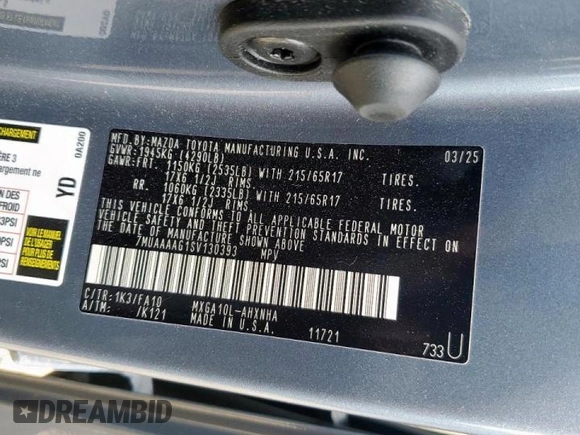 MFD.BY:MAZDA TOYOTA MANUFACTURING U.S.A. INC. 03/25
GVWR:1945KG (4290LB)
GAWR:FRT. 1150KG (2535LB) WITH 215/65R17 TIRES.
17X6 1/2J RIMS
RR. 1060KG (2335LB) WITH 215/65R17 TIRES.
17X6 1/2J RIMS
THIS VEHICLE CONFORMS TO ALL APPLICABLE FEDERAL MOTOR
VEHICLE SAFETY AND THEFT PREVENTION STANDARDS IN EFFECT ON
THE DATE OF MANUFACTURE SHOWN ABOVE.
7MUAAAAG1SV130393 MPV
C/TR:1K3/FA10 MXGA10L-AHXNHA
A/TM: /K121 MADE IN U.S.A.
11721
733U
CHARGEMENT
0A200
YD
DREAMBID